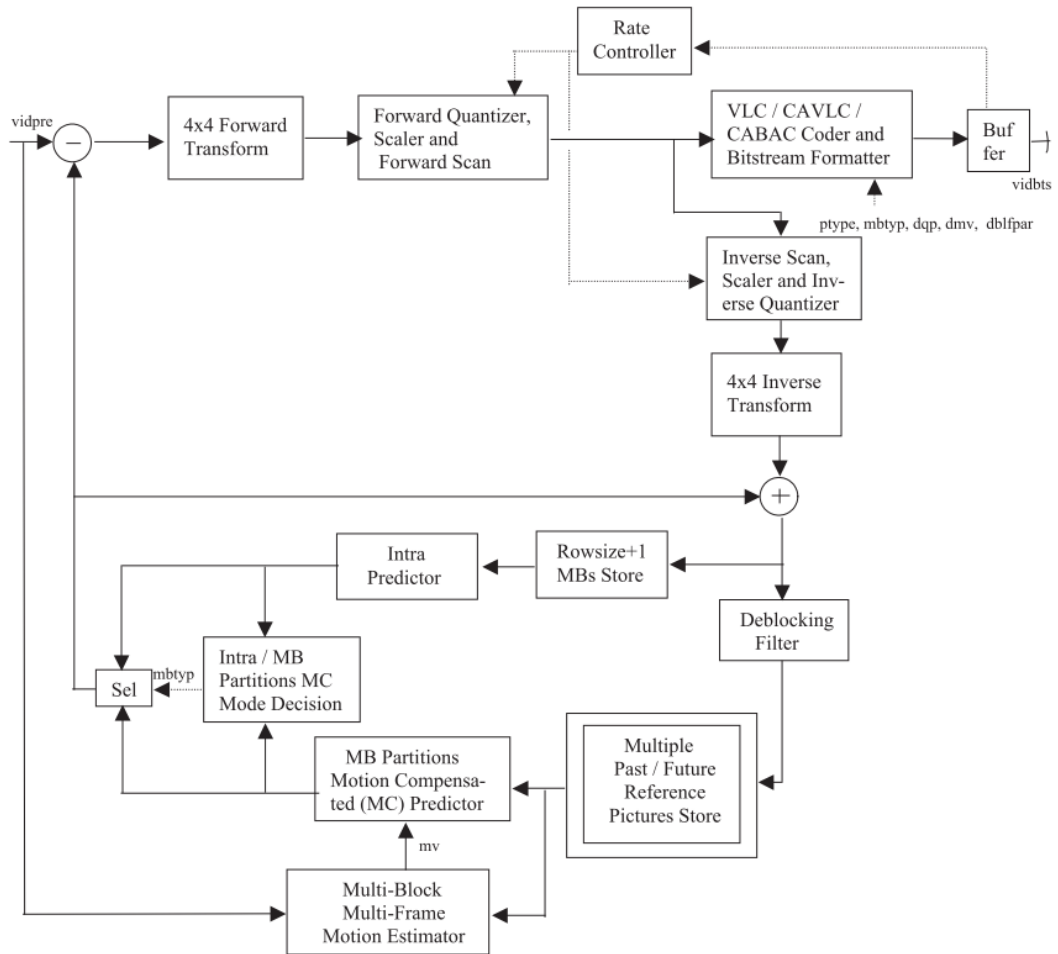 Rate
Controller
vidpre
−
4x4 Forward
Transform
Forward Quantizer,
Scaler and
Forward Scan
VLC / CAVLC /
CABAC Coder and
Bitstream Formatter
Buf
fer
vidbts
ptype, mbtyp, dqp, dmv, dblfpar
Inverse Scan,
Scaler and Inv-
erse Quantizer
4x4 Inverse
Transform
+
Intra
Predictor
Rowsize+1
MBs Store
Deblocking
Filter
Sel
mbtyp
Intra / MB
Partitions MC
Mode Decision
MB Partitions
Motion Compensa-
ted (MC) Predictor
Multiple
Past / Future
Reference
Pictures Store
mv
Multi-Block
Multi-Frame
Motion Estimator